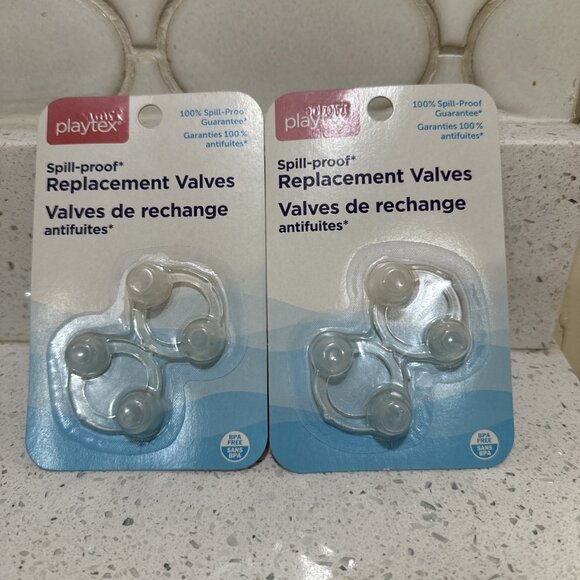 playtex®
100% Spill-Proof
Guarantee*
Garanties 100%
antifuites*
Spill-proof*
Replacement Valves
Valves de rechange
antifuites*
BPA
FREE
SANS
BPA
playtex
100% Spill-Proof
Guarantee*
Garanties 100%
antifuites*
Spill-proof*
Replacement Valves
Valves de rechange
antifuites*
BPA
FREE
SANS
BPA